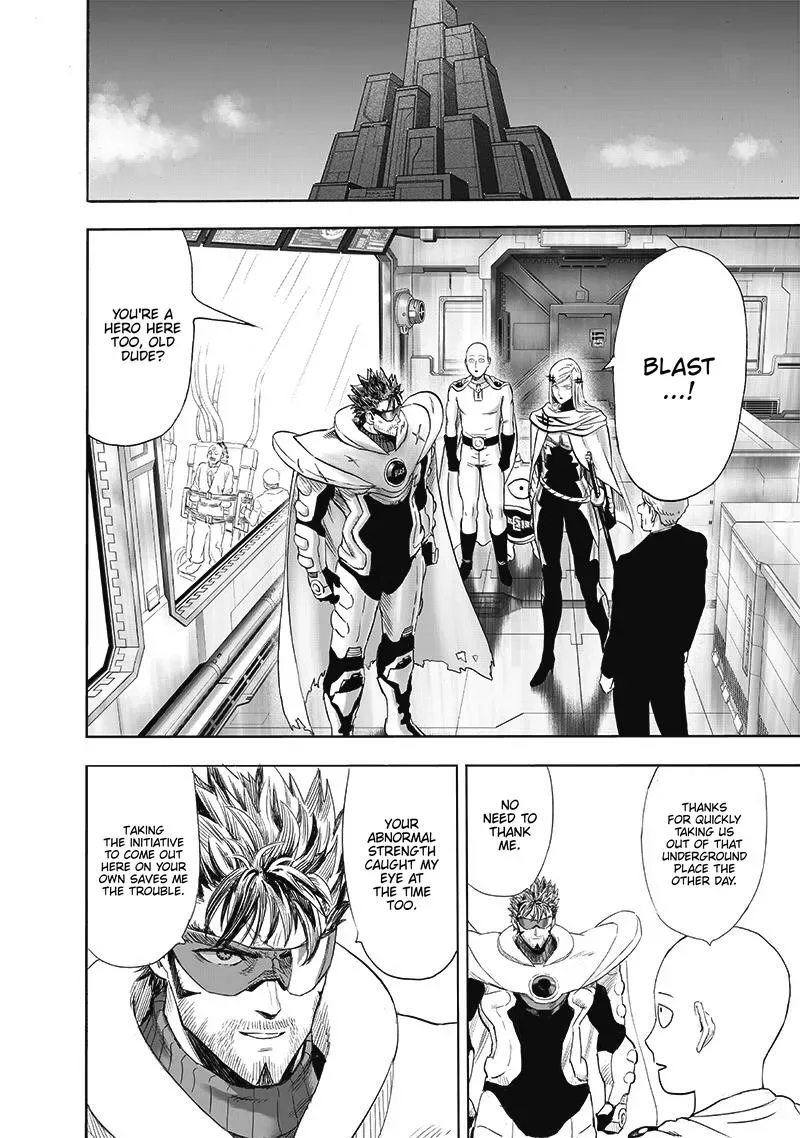 BLAST
...!
YOU'RE A
HERO HERE
TOO, OLD
DUDE?
THANKS
FOR QUICKLY
TAKING US
OUT OF THAT
UNDERGROUND
PLACE THE
OTHER DAY.
NO
NEED TO
THANK
ME.
YOUR
ABNORMAL
STRENGTH
CAUGHT MY
EYE AT
THE TIME
TOO.
TAKING
THE INITIATIVE
TO COME OUT
HERE ON YOUR
OWN SAVES ME
THE TROUBLE.